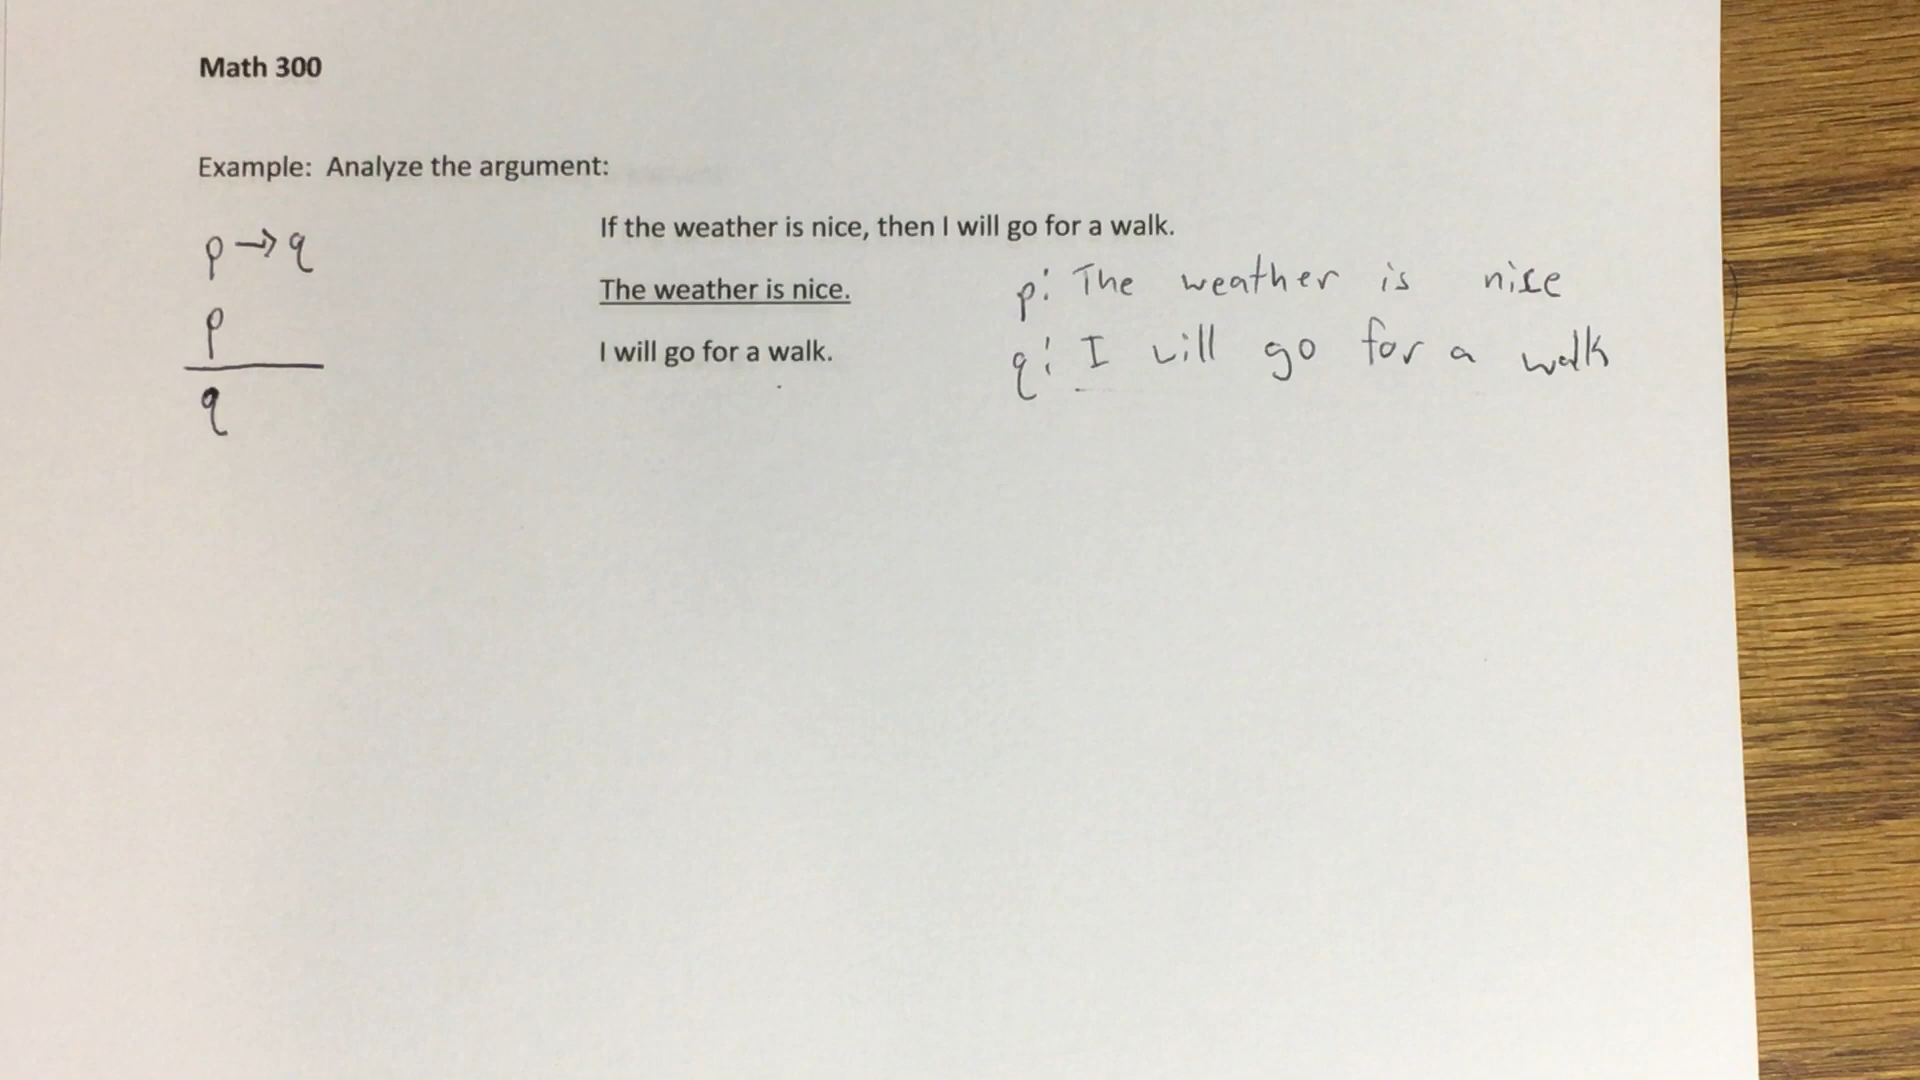 Math 300
Example: Analyze the argument:
p → q
If the weather is nice, then I will go for a walk.
p
The weather is nice.
p: The weather is nice
q
I will go for a walk.
q: I will go for a walk